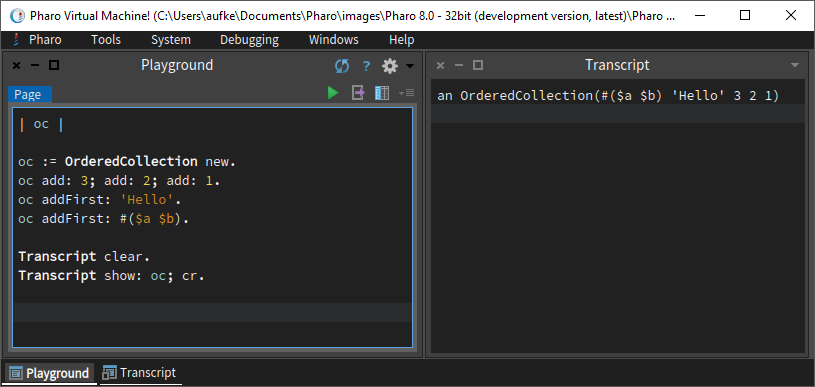 Pharo Virtual Machine! (C:\Users\aufke\Documents\Pharo\images\Pharo 8.0 - 32bit (development version, latest)\Pharo ...
Pharo Tools System Debugging Windows Help
Playground
?
Page
| oc |
oc := OrderedCollection new.
oc add: 3; add: 2; add: 1.
oc addFirst: 'Hello'.
oc addFirst: #($a $b).
Transcript clear.
Transcript show: oc; cr.
Transcript
an OrderedCollection(#($a $b) 'Hello' 3 2 1)
Playground Transcript